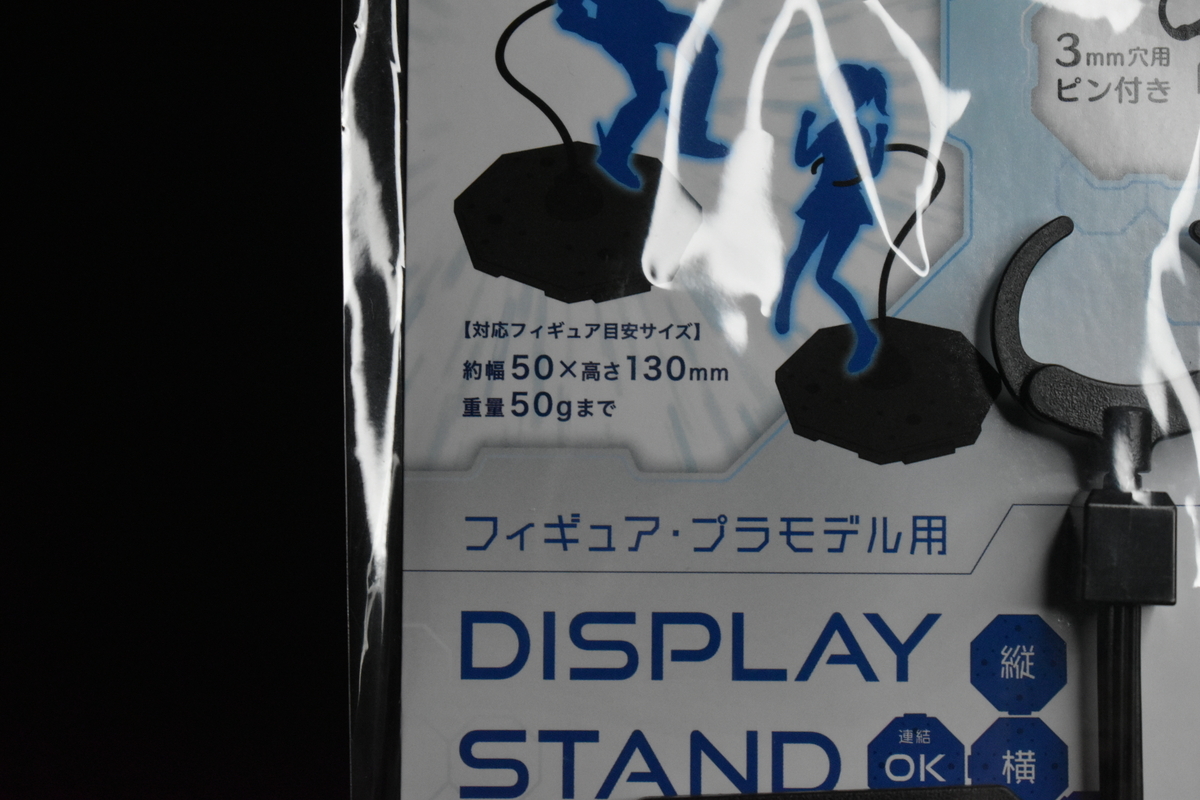 3mm穴用
ピン付き
【対応フィギュア目安サイズ】
約幅50×高さ130mm
重量50gまで
フィギュア・プラモデル用
DISPLAY
縦
STAND
連結
OK
横